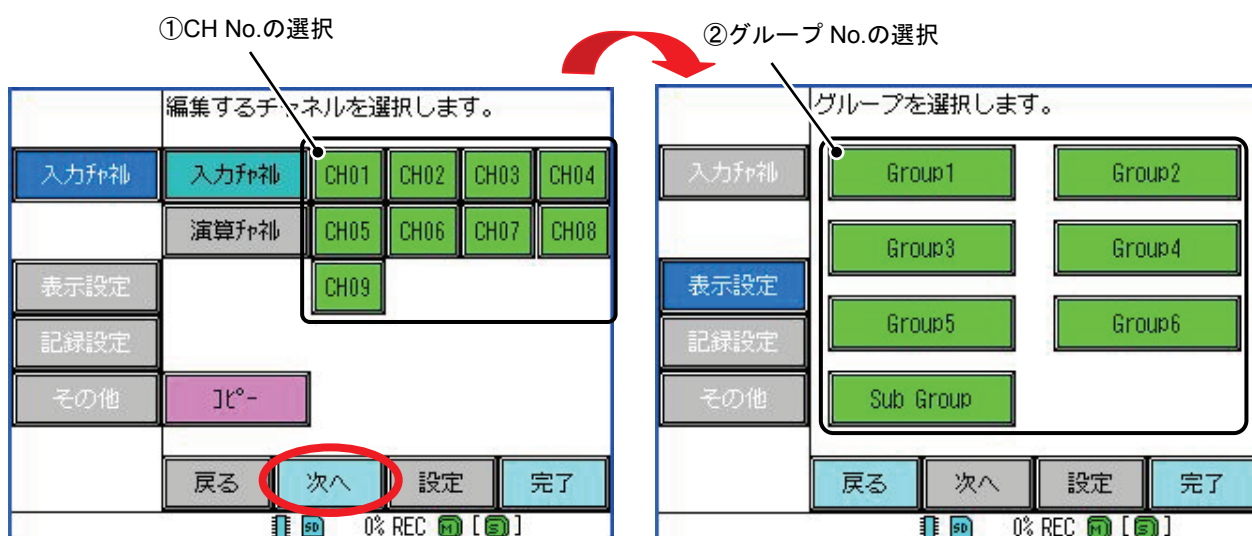 ①CH No.の選択
編集するチャネルを選択します。
入力ﾁｬﾈﾙ 入力ﾁｬﾈﾙ CH01 CH02 CH03 CH04
演算ﾁｬﾈﾙ CH05 CH06 CH07 CH08
表示設定 CH09
記録設定
その他 ｺﾋﾟｰ
戻る 次へ 設定 完了
SD 0% REC M [S]
②グループ No.の選択
グループを選択します。
入力ﾁｬﾈﾙ Group1 Group2
Group3 Group4
表示設定
記録設定 Group5 Group6
その他 Sub Group
戻る 次へ 設定 完了
SD 0% REC M [S]